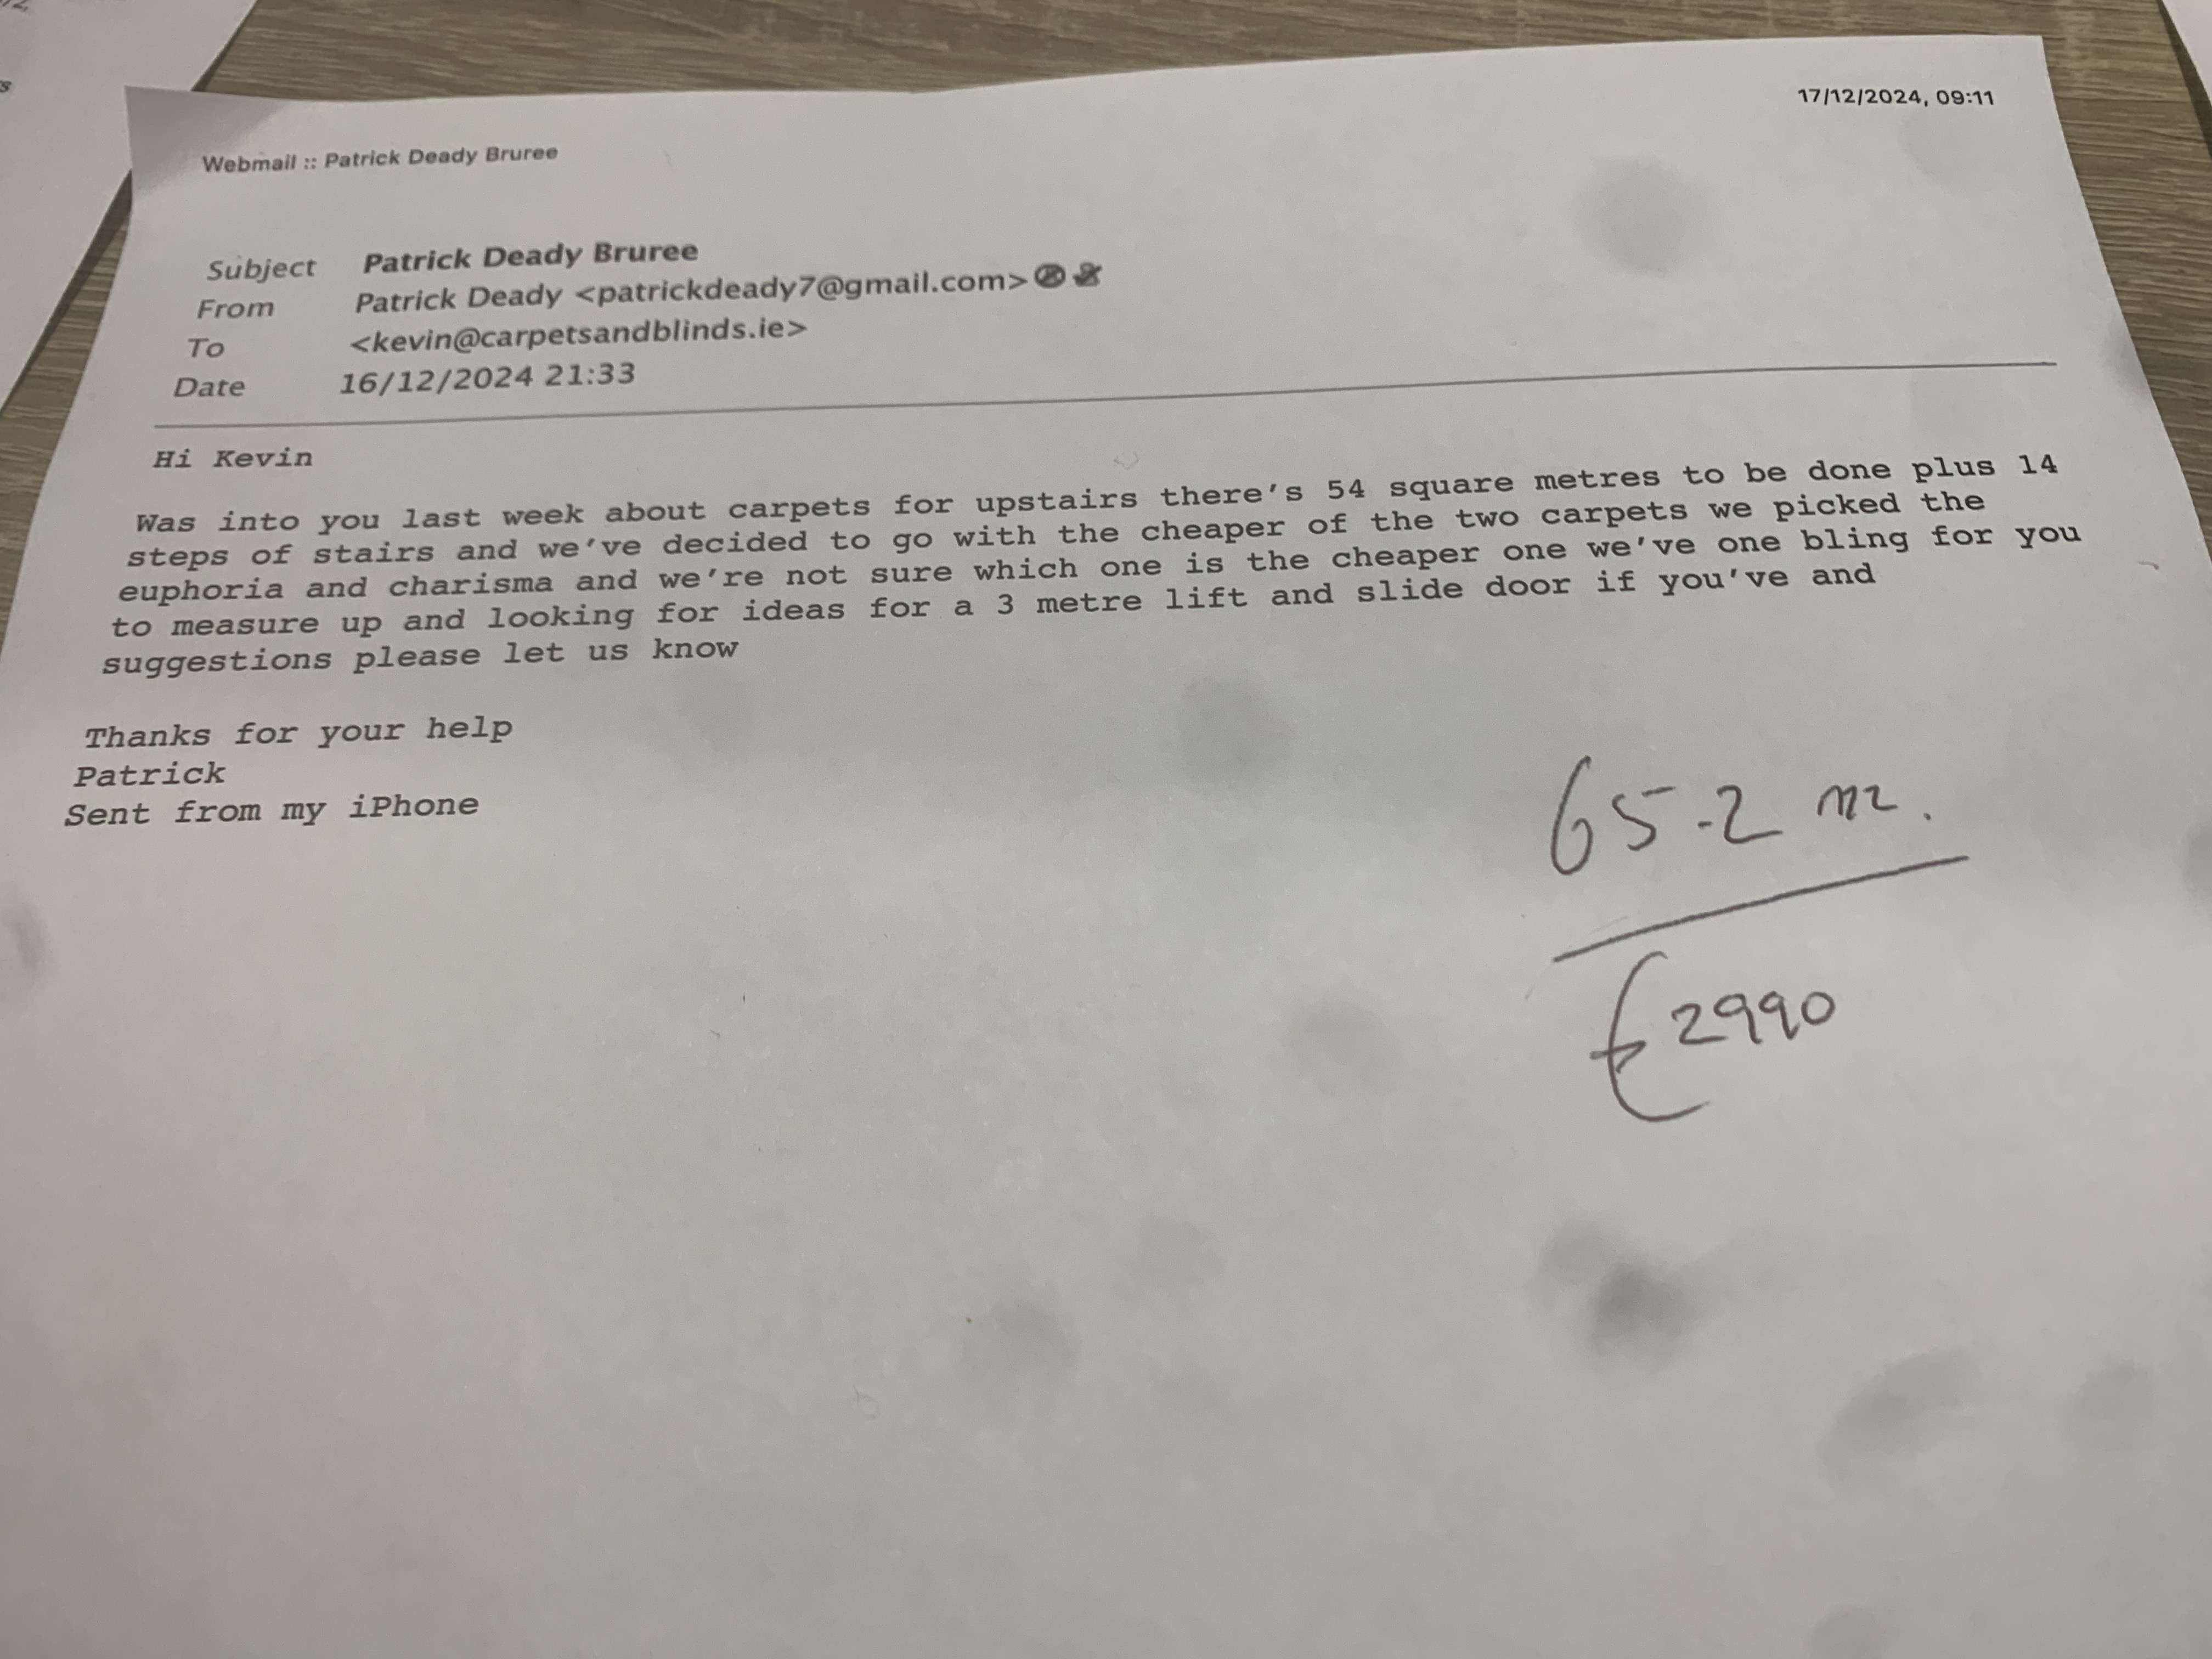 17/12/2024, 09:11
Webmail :: Patrick Deady Bruree
Subject Patrick Deady Bruree
From Patrick Deady <patrickdeady7@gmail.com>
To <kevin@carpetsandblinds.ie>
Date 16/12/2024 21:33
Hi Kevin
Was into you last week about carpets for upstairs there's 54 square metres to be done plus 14
steps of stairs and we've decided to go with the cheaper of the two carpets we picked the
euphoria and charisma and we're not sure which one is the cheaper one we've one bling for you
to measure up and looking for ideas for a 3 metre lift and slide door if you've and
suggestions please let us know
Thanks for your help
Patrick
Sent from my iPhone
65.2 m2.
€2990